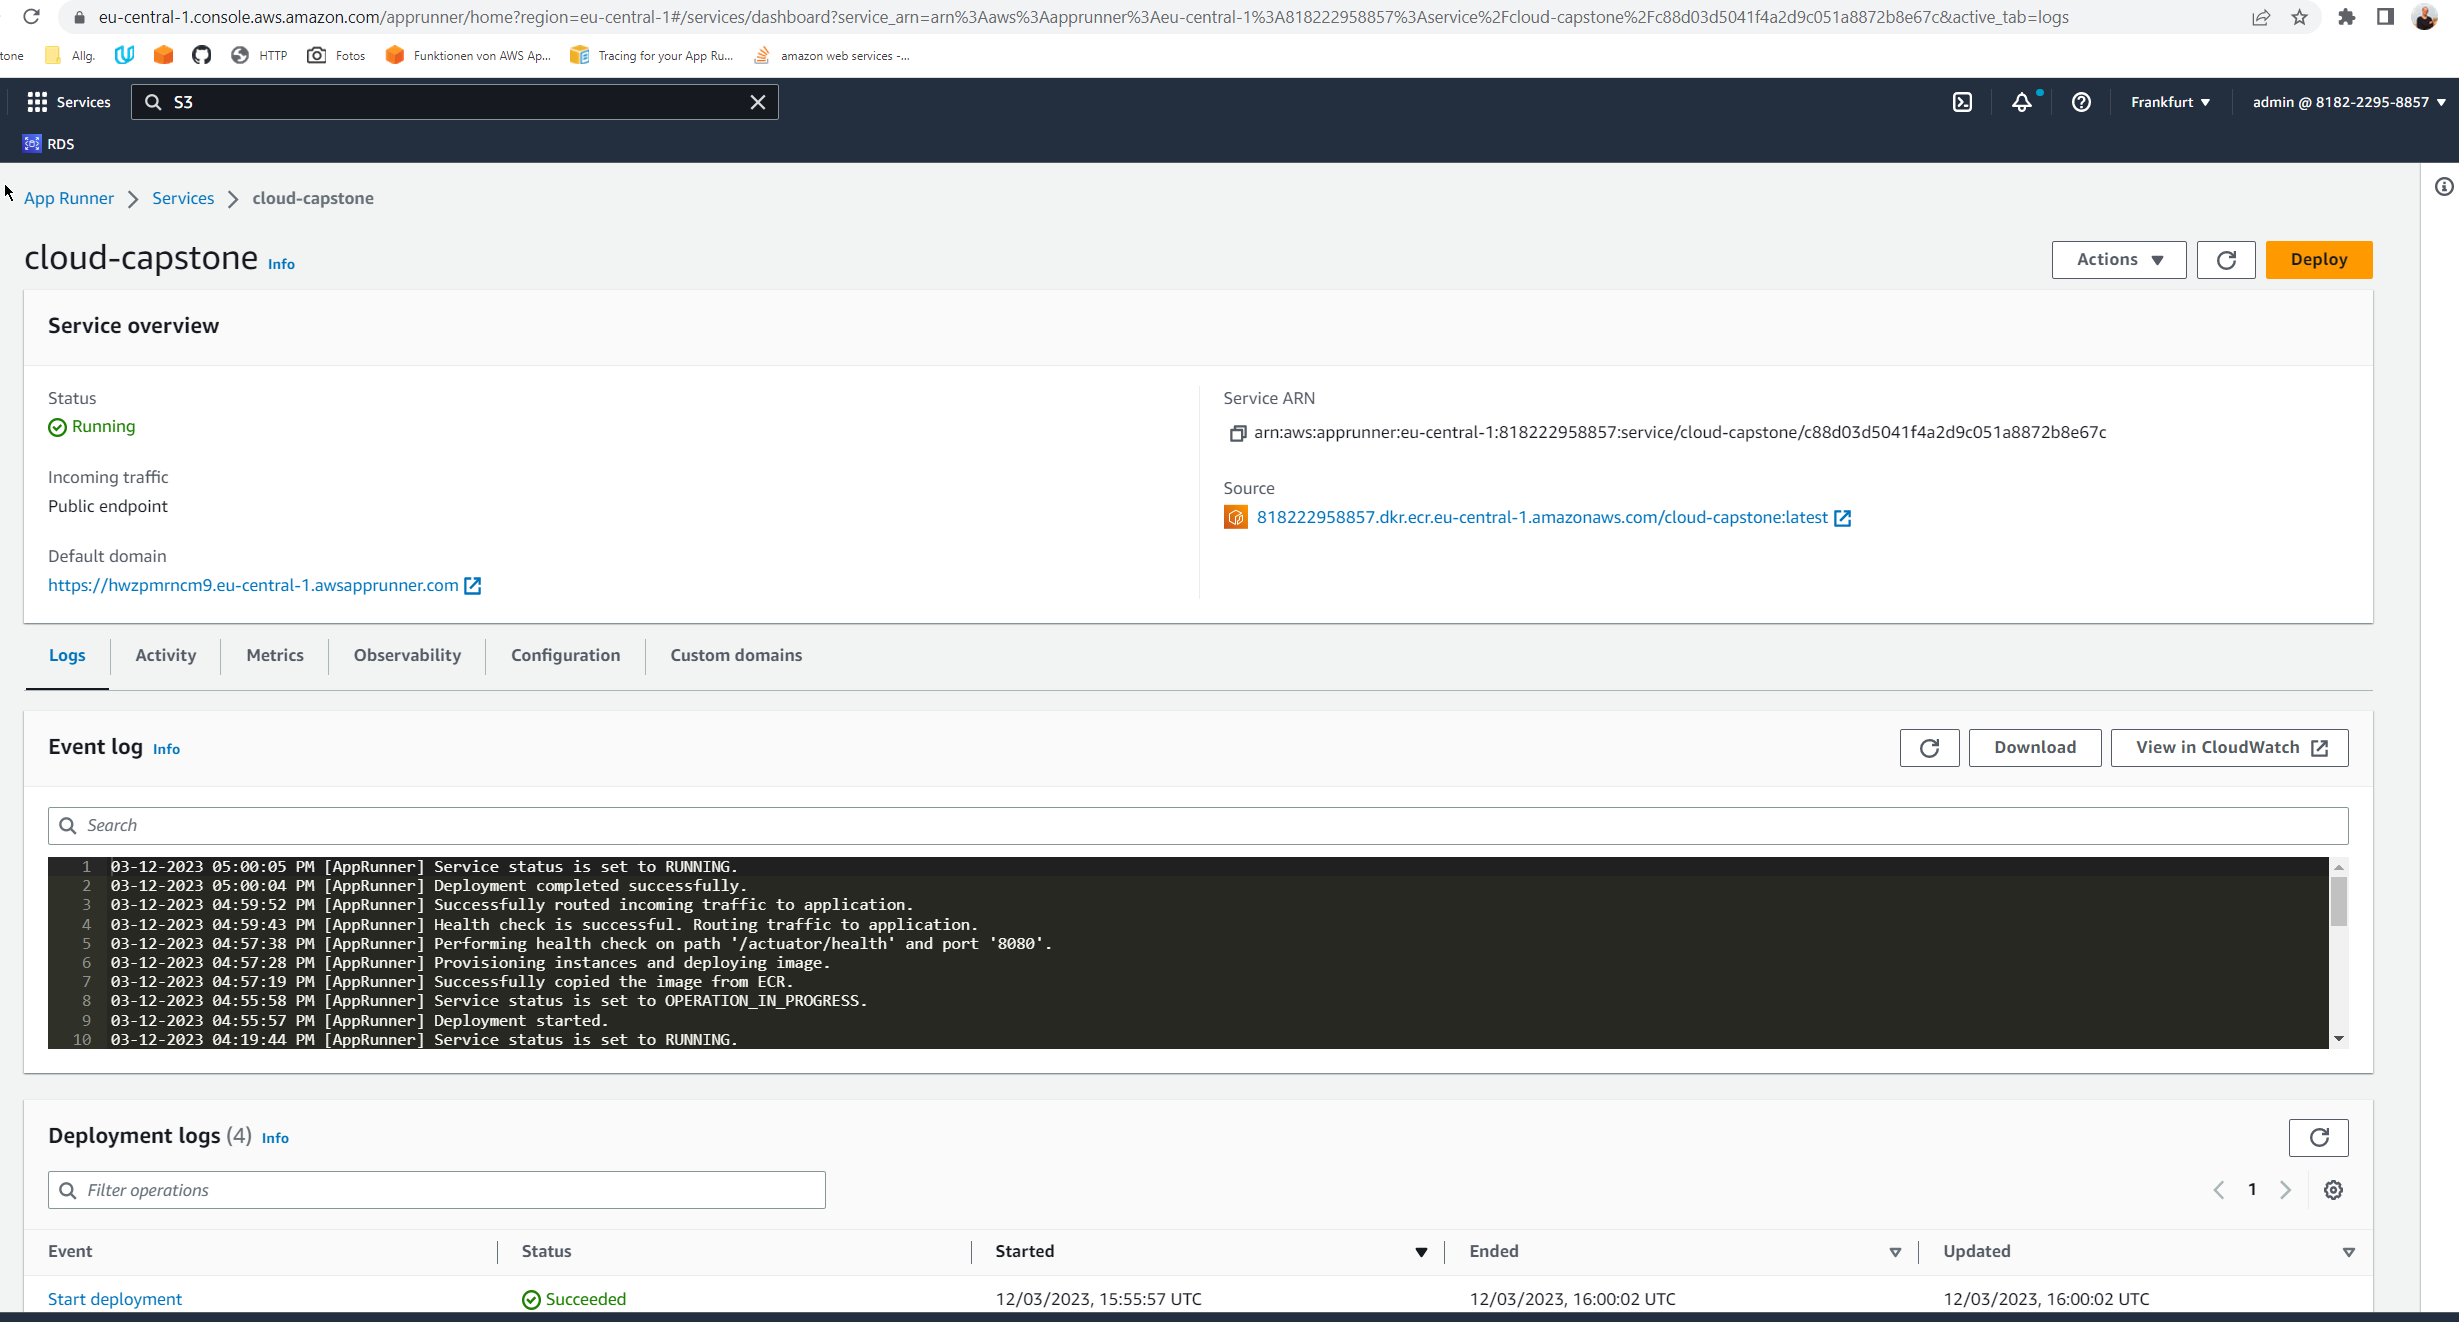 eu-central-1.console.aws.amazon.com/apprunner/home?region=eu-central-1#/services/dashboard?service_arn=arn%3Aaws%3Aapprunner%3Aeu-central-1%3A818222958857%3Aservice%2Fcloud-capstone%2Fc88d03d5041f4a2d9c051a8872b8e67c&active_tab=logs
tone Allg. HTTP Fotos Funktionen von AWS Ap... Tracing for your App Ru... amazon web services -...
Services S3 Frankfurt ▼ admin @ 8182-2295-8857 ▼
RDS
App Runner > Services > cloud-capstone
cloud-capstone Info Actions ▼ Deploy
Service overview
Status
Running
Incoming traffic
Public endpoint
Default domain
https://hwzpmrncm9.eu-central-1.awsapprunner.com
Service ARN
arn:aws:apprunner:eu-central-1:818222958857:service/cloud-capstone/c88d03d5041f4a2d9c051a8872b8e67c
Source
818222958857.dkr.ecr.eu-central-1.amazonaws.com/cloud-capstone:latest
Logs Activity Metrics Observability Configuration Custom domains
Event log Info Download View in CloudWatch
Search
1 03-12-2023 05:00:05 PM [AppRunner] Service status is set to RUNNING.
2 03-12-2023 05:00:04 PM [AppRunner] Deployment completed successfully.
3 03-12-2023 04:59:52 PM [AppRunner] Successfully routed incoming traffic to application.
4 03-12-2023 04:59:43 PM [AppRunner] Health check is successful. Routing traffic to application.
5 03-12-2023 04:57:38 PM [AppRunner] Performing health check on path '/actuator/health' and port '8080'.
6 03-12-2023 04:57:28 PM [AppRunner] Provisioning instances and deploying image.
7 03-12-2023 04:57:19 PM [AppRunner] Successfully copied the image from ECR.
8 03-12-2023 04:55:58 PM [AppRunner] Service status is set to OPERATION_IN_PROGRESS.
9 03-12-2023 04:55:57 PM [AppRunner] Deployment started.
10 03-12-2023 04:19:44 PM [AppRunner] Service status is set to RUNNING.
Deployment logs (4) Info
Filter operations
1
Event Status Started Ended Updated
Start deployment Succeeded 12/03/2023, 15:55:57 UTC 12/03/2023, 16:00:02 UTC 12/03/2023, 16:00:02 UTC